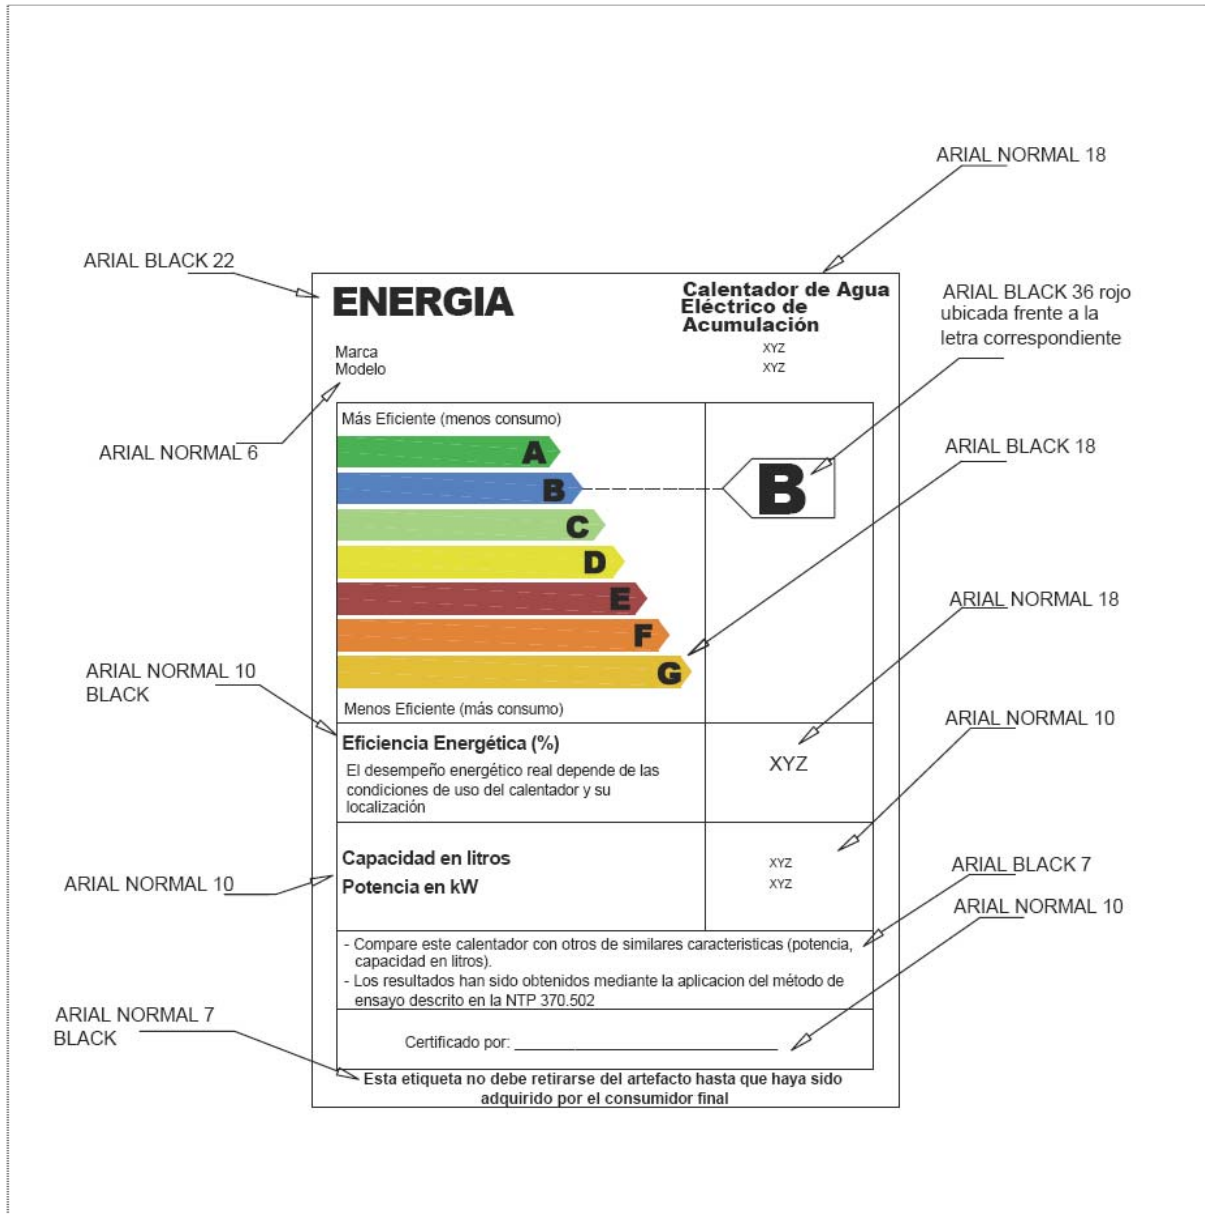 ARIAL NORMAL 18
ARIAL BLACK 22
ENERGIA
Calentador de Agua
Eléctrico de
Acumulación
ARIAL BLACK 36 rojo
ubicada frente a la
letra correspondiente
Marca
XYZ
Modelo
XYZ
ARIAL NORMAL 6
Más Eficiente (menos consumo)
ARIAL BLACK 18
A
B
B
C
D
E
F
G
ARIAL NORMAL 18
ARIAL NORMAL 10
BLACK
Menos Eficiente (más consumo)
ARIAL NORMAL 10
Eficiencia Energética (%)
El desempeño energético real depende de las
condiciones de uso del calentador y su
localización
XYZ
Capacidad en litros
XYZ
Potencia en kW
XYZ
ARIAL NORMAL 10
ARIAL BLACK 7
ARIAL NORMAL 10
- Compare este calentador con otros de similares caracteristicas (potencia,
capacidad en litros).
- Los resultados han sido obtenidos mediante la aplicacion del método de
ensayo descrito en la NTP 370.502
ARIAL NORMAL 7
BLACK
Certificado por:
Esta etiqueta no debe retirarse del artefacto hasta que haya sido
adquirido por el consumidor final